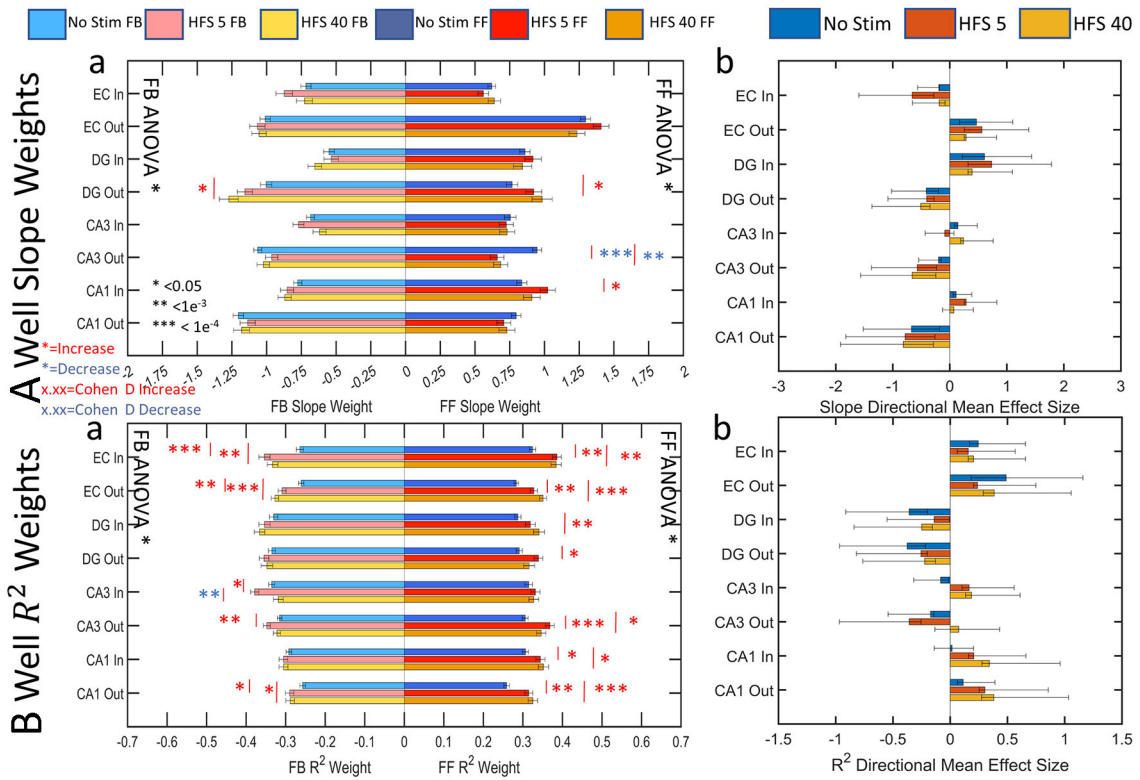 No Stim FB HFS 5 FB HFS 40 FB No Stim FF HFS 5 FF HFS 40 FF
No Stim HFS 5 HFS 40
A Well Slope Weights
a
FB ANOVA
*
FF ANOVA
*
EC In
EC Out
DG In
DG Out
* *
CA3 In
CA3 Out
*** **
CA1 In
*
CA1 Out
* <0.05
** <1e-3
*** < 1e-4
*=Increase
*=Decrease
x.xx=Cohen D Increase
x.xx=Cohen D Decrease
-2 -1.75 -1.5 -1.25 -1 -0.75 -0.5 -0.25 0 0.25 0.5 0.75 1 1.25 1.5 1.75 2
FB Slope Weight FF Slope Weight
b
EC In
EC Out
DG In
DG Out
CA3 In
CA3 Out
CA1 In
CA1 Out
-3 -2 -1 0 1 2 3
Slope Directional Mean Effect Size
B Well R² Weights
a
FB ANOVA
*
FF ANOVA
*
EC In
*** ** ** **
EC Out
** *** ** ***
DG In
**
DG Out
*
CA3 In
* **
CA3 Out
** *** *
CA1 In
* *
CA1 Out
* * ** ***
-0.7 -0.6 -0.5 -0.4 -0.3 -0.2 -0.1 0 0.1 0.2 0.3 0.4 0.5 0.6 0.7
FB R² Weight FF R² Weight
b
EC In
EC Out
DG In
DG Out
CA3 In
CA3 Out
CA1 In
CA1 Out
-1.5 -1 -0.5 0 0.5 1 1.5
R² Directional Mean Effect Size